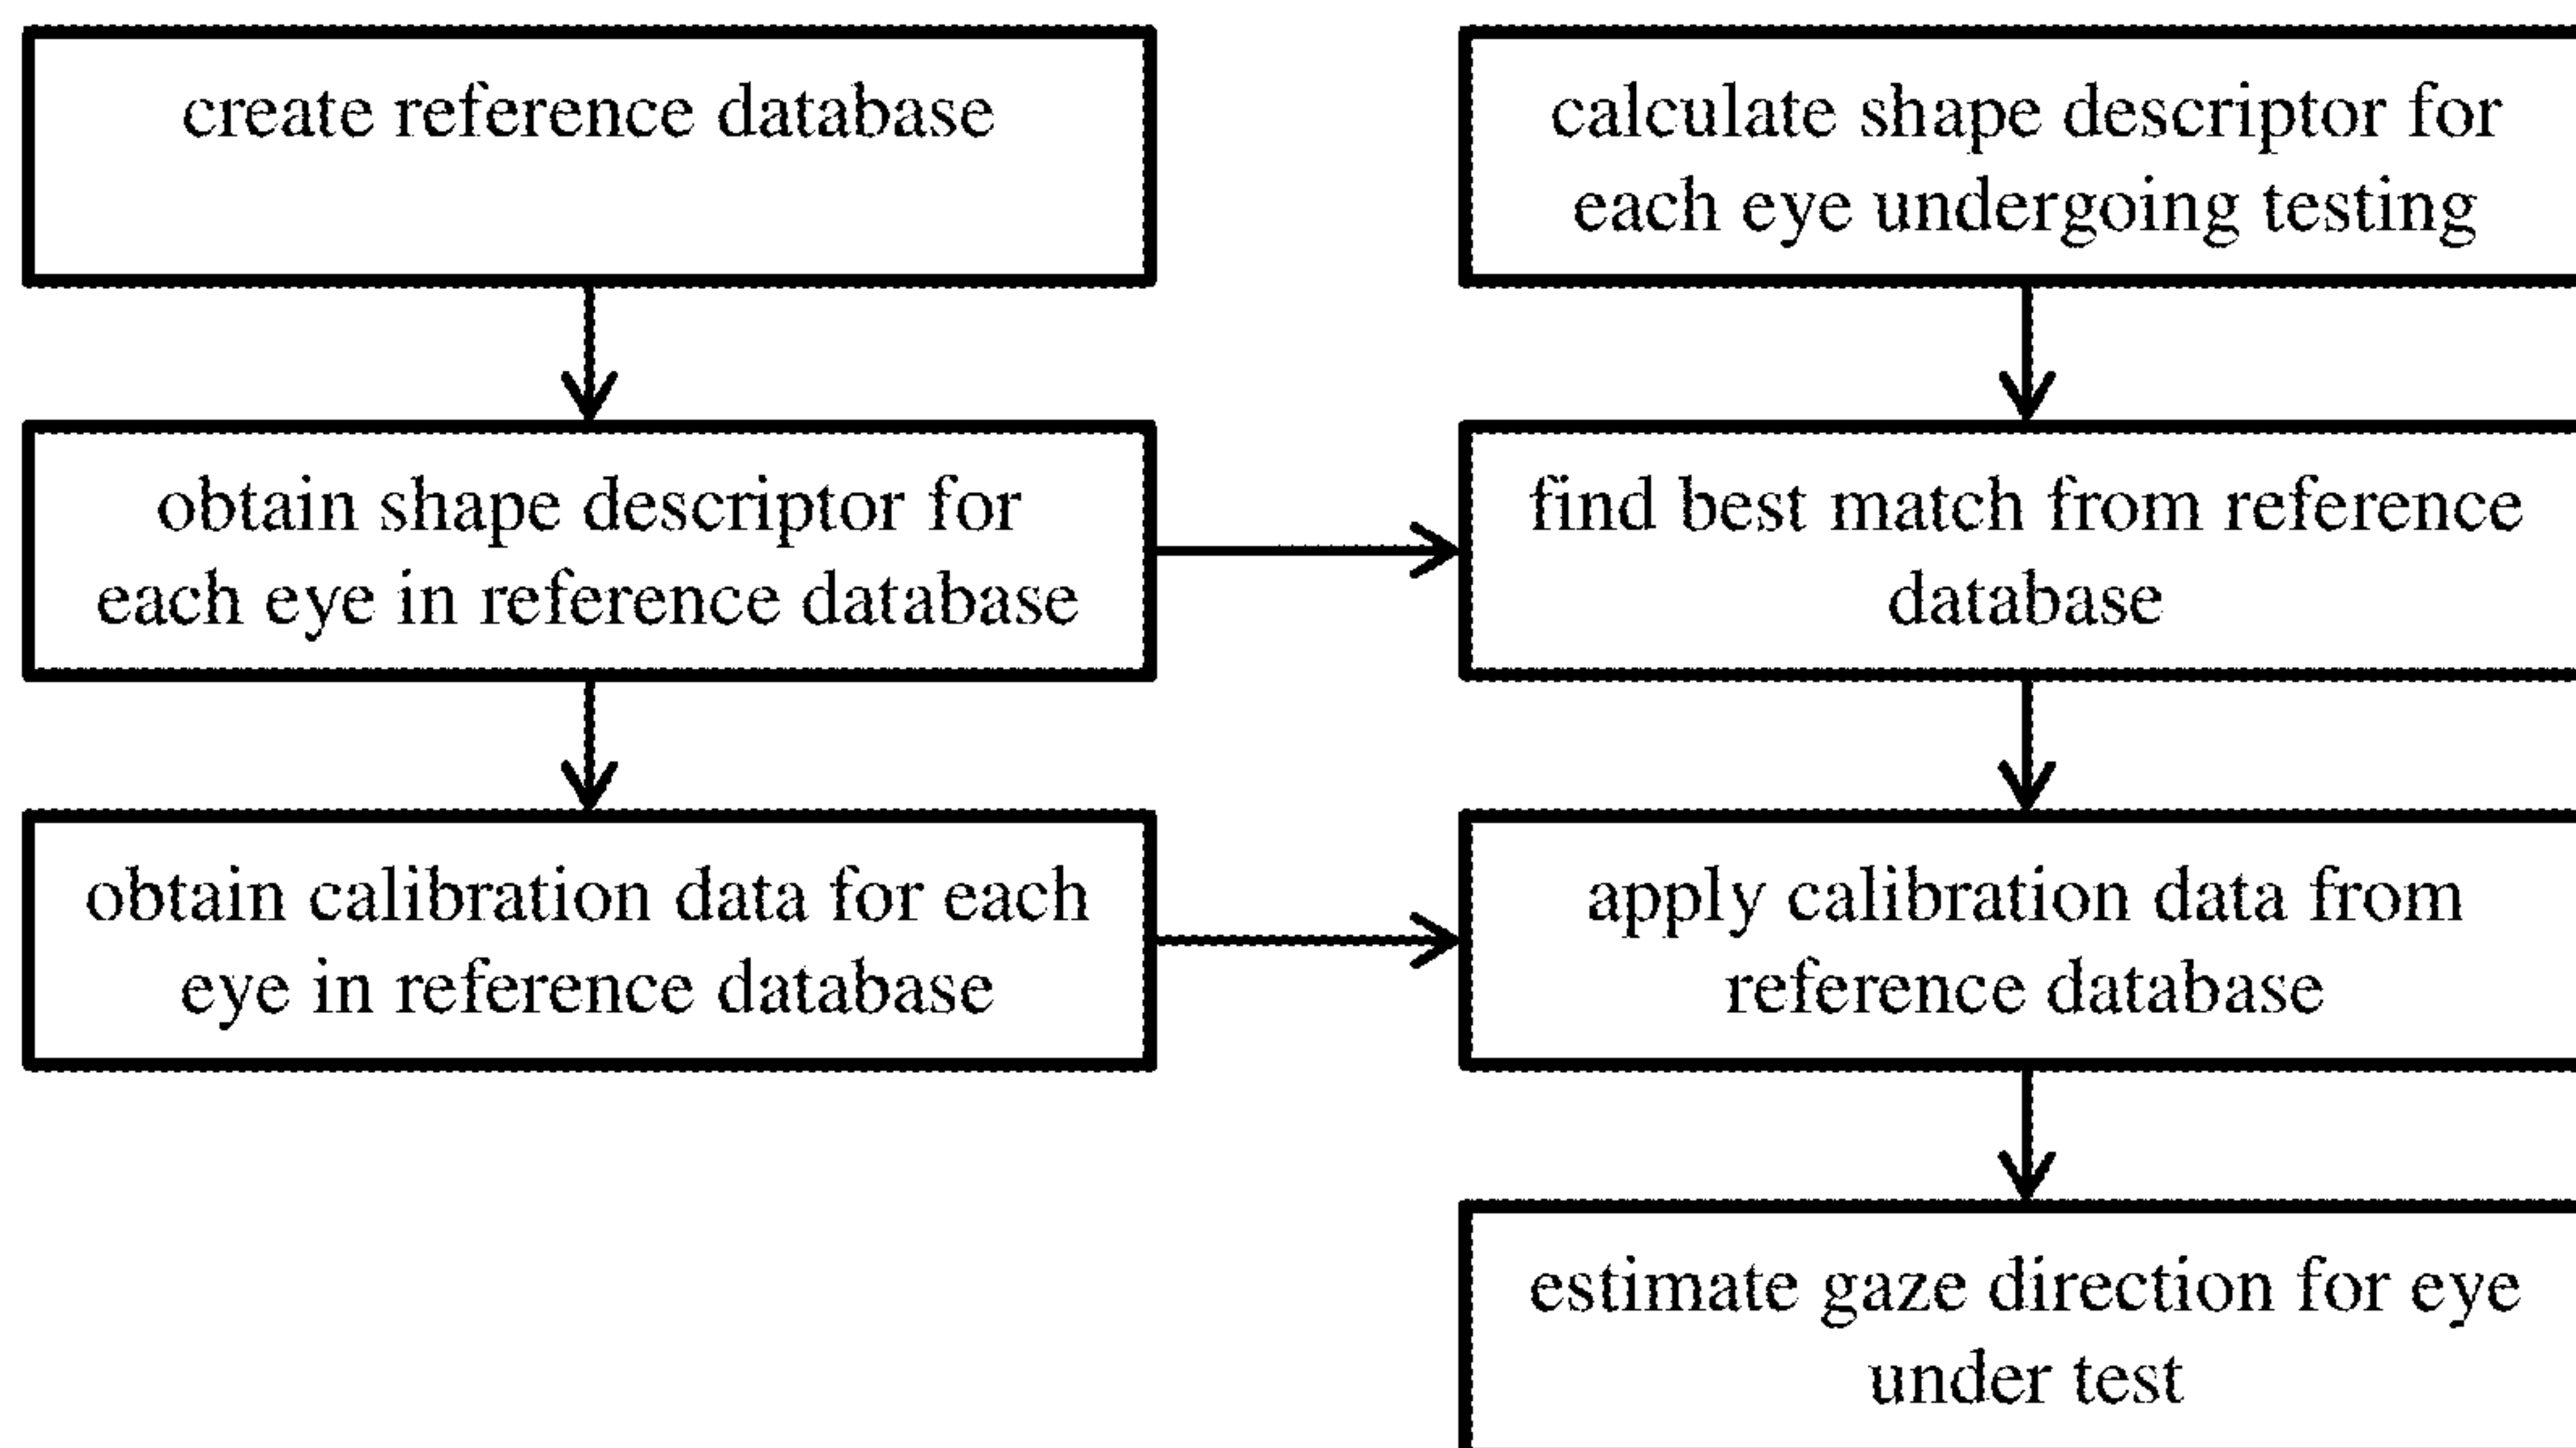 create reference database
calculate shape descriptor for
each eye undergoing testing
obtain shape descriptor for
each eye in reference database
find best match from reference
database
obtain calibration data for each
eye in reference database
apply calibration data from
reference database
estimate gaze direction for eye
under test